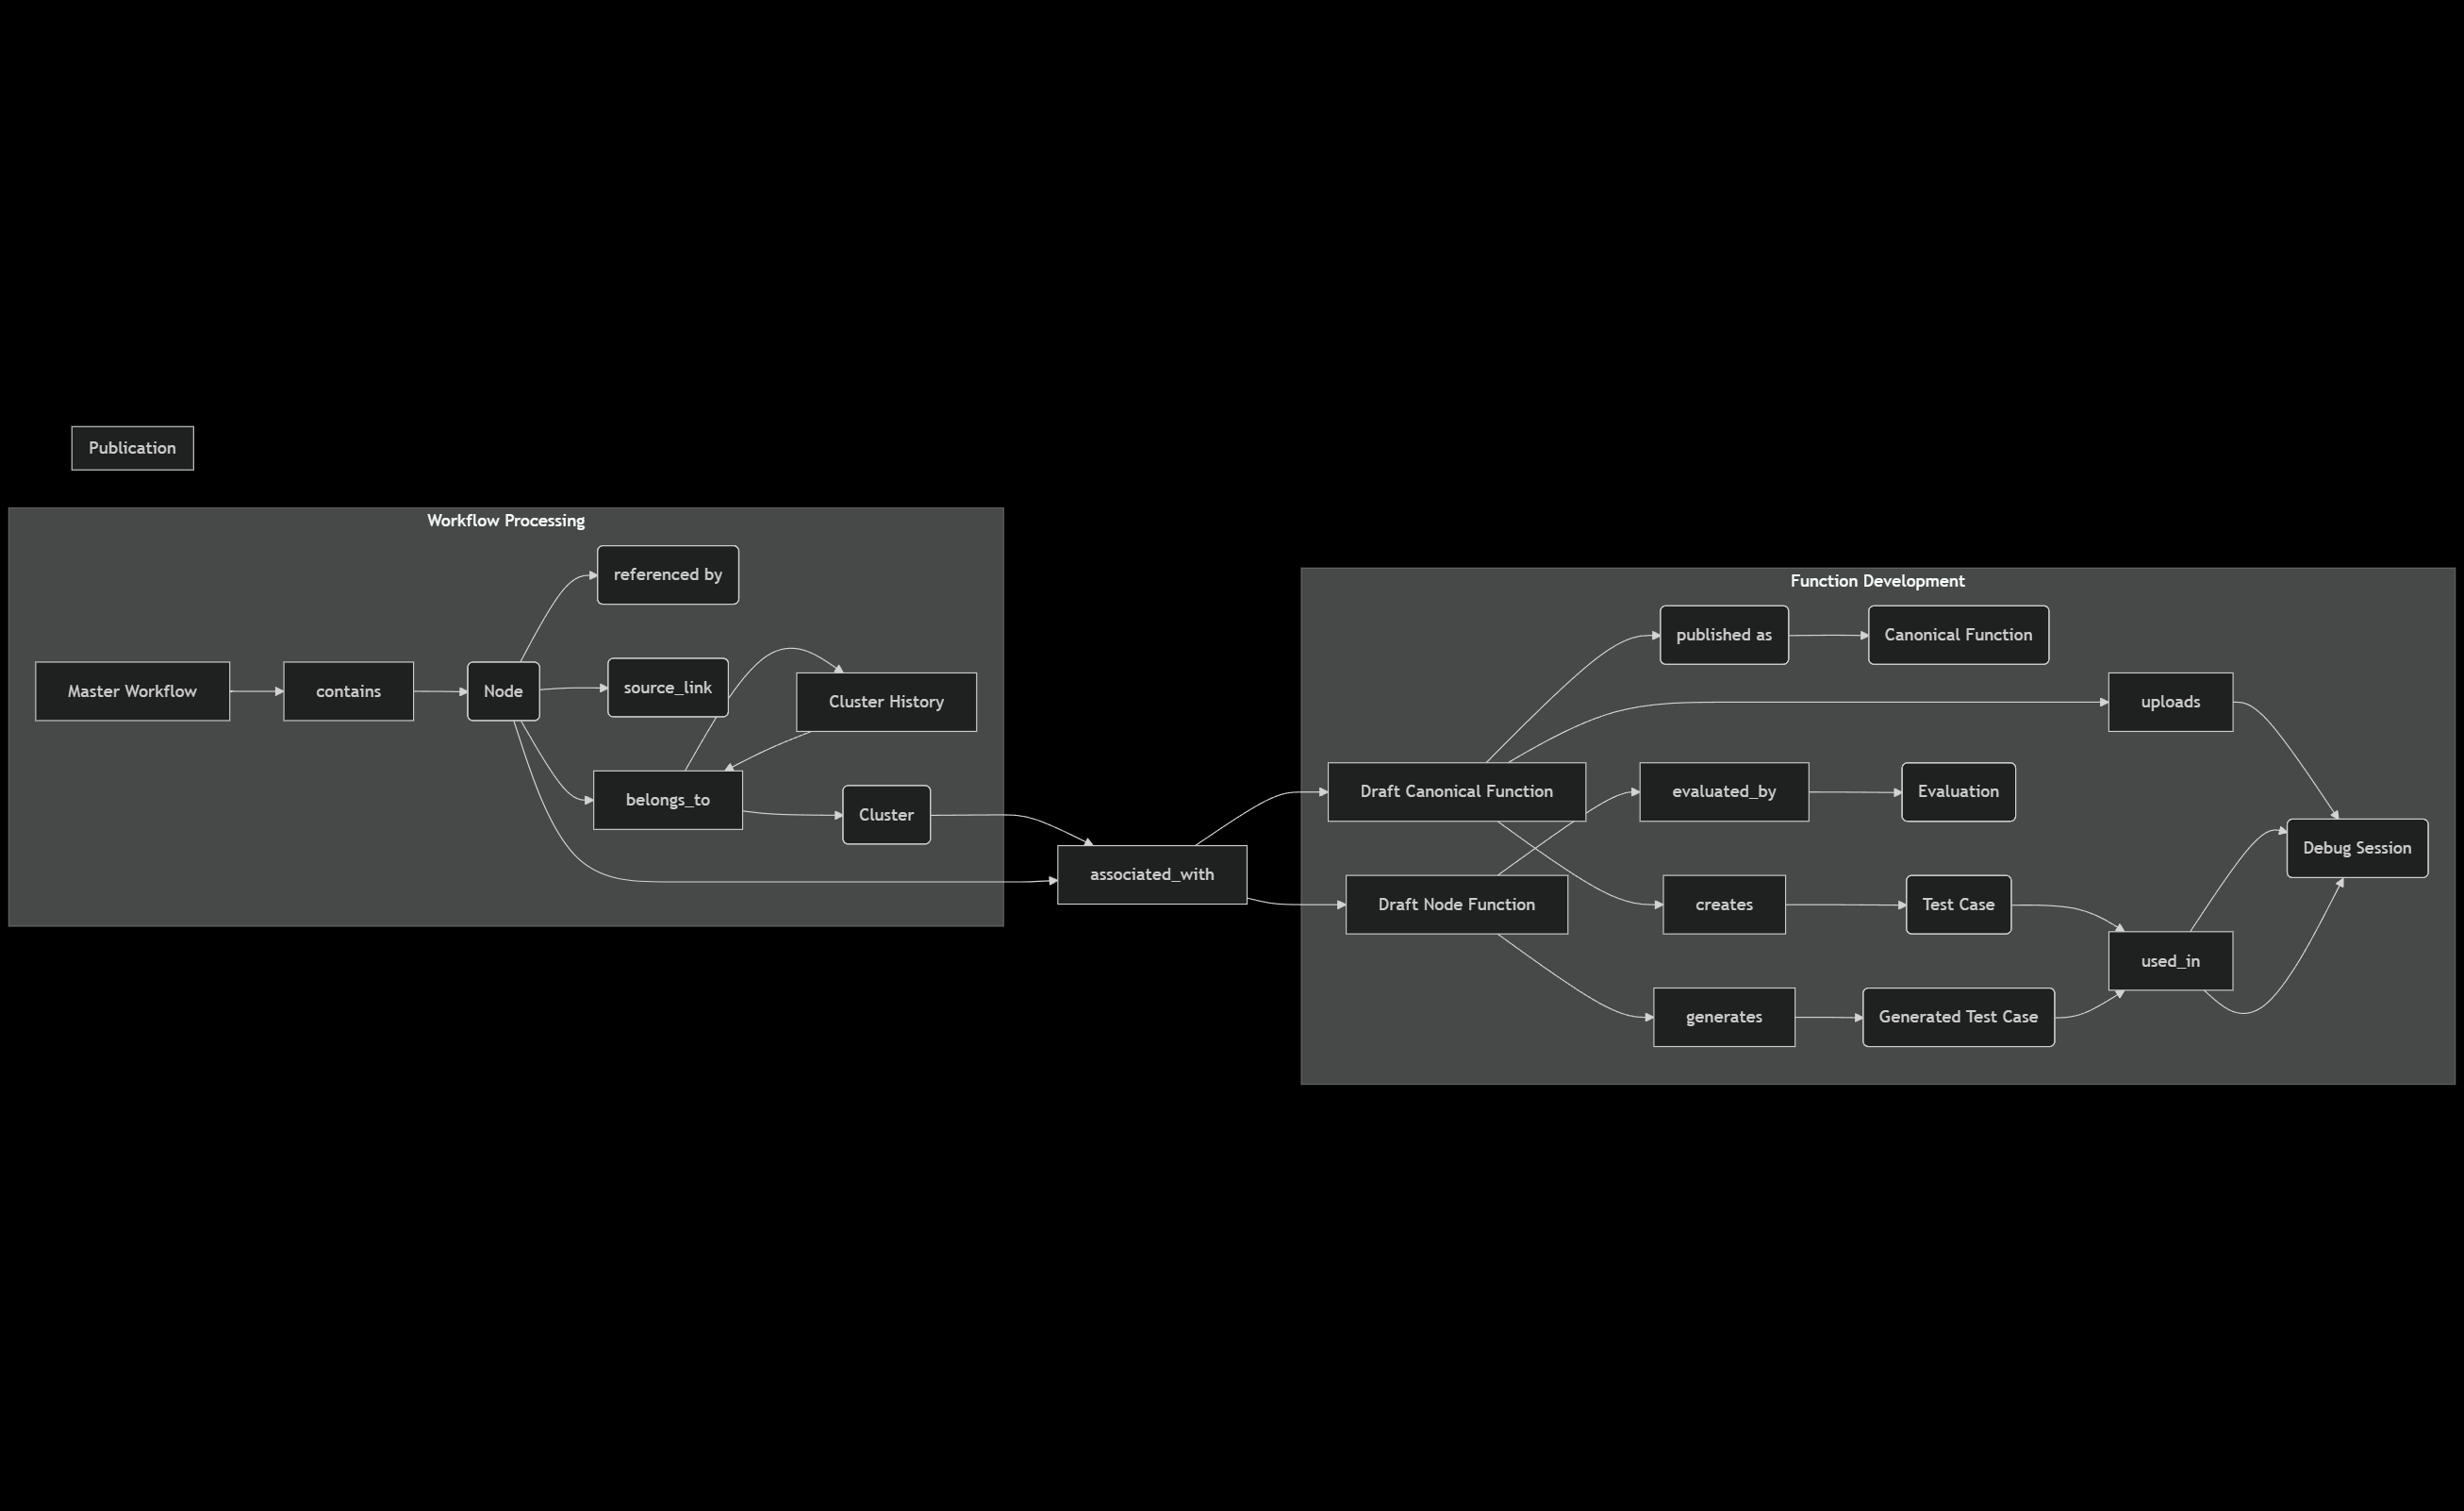 Publication
Workflow Processing
referenced by
Master Workflow
contains
Node
source_link
Cluster History
belongs_to
Cluster
associated_with
Function Development
published as
Canonical Function
uploads
Draft Canonical Function
evaluated_by
Evaluation
Debug Session
Draft Node Function
creates
Test Case
used_in
generates
Generated Test Case